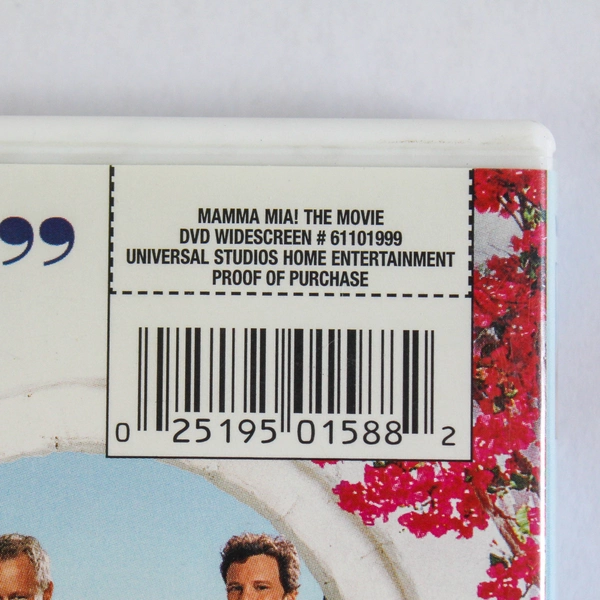 ”
MAMMA MIA! THE MOVIE
DVD WIDESCREEN # 61101999
UNIVERSAL STUDIOS HOME ENTERTAINMENT
PROOF OF PURCHASE
0 25195 01588 2